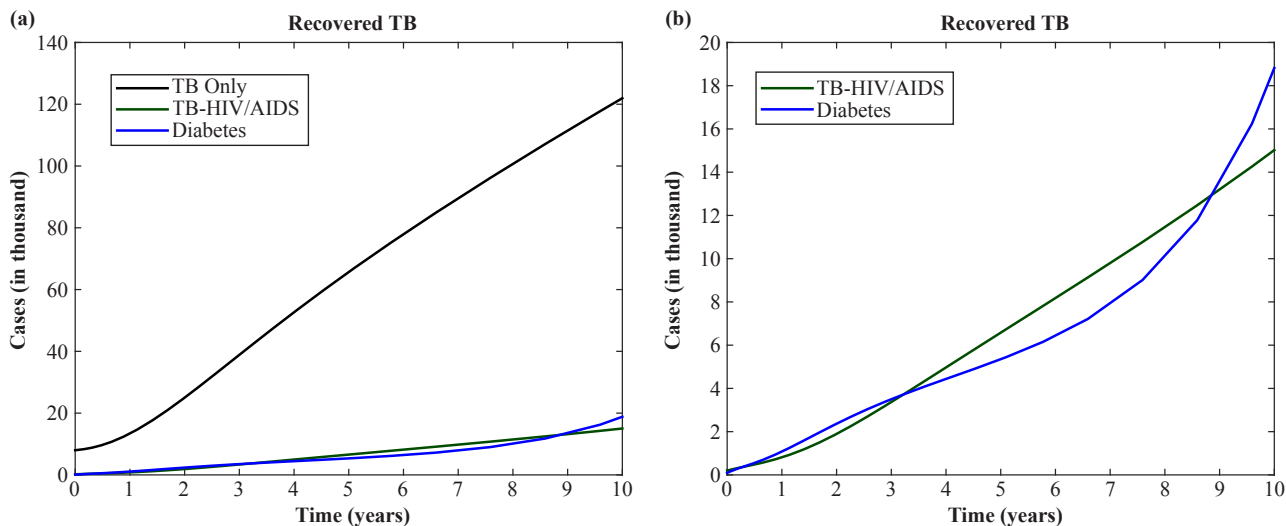 (a)
Recovered TB
140
120
100
80
60
40
20
0
Cases (in thousand)
TB Only
TB-HIV/AIDS
Diabetes
0 1 2 3 4 5 6 7 8 9 10
Time (years)
(b)
Recovered TB
20
18
16
14
12
10
8
6
4
2
0
Cases (in thousand)
TB-HIV/AIDS
Diabetes
0 1 2 3 4 5 6 7 8 9 10
Time (years)